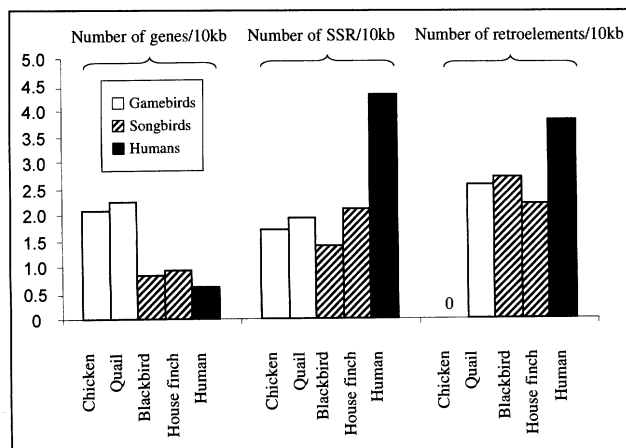 Number of genes/10kb
Number of SSR/10kb
Number of retroelements/10kb
5.0
4.5
4.0
3.5
3.0
2.5
2.0
1.5
1.0
0.5
0
Gamebirds
Songbirds
Humans
0
Chicken
Quail
Blackbird
House finch
Human
Chicken
Quail
Blackbird
House finch
Human
Chicken
Quail
Blackbird
House finch
Human